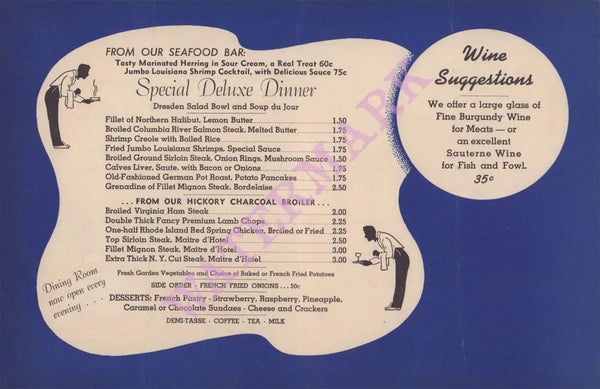 FROM OUR SEAFOOD BAR:
Tasty Marinated Herring in Sour Cream, a Real Treat 60c
Jumbo Louisiana Shrimp Cocktail, with Delicious Sauce 75c
Special Deluxe Dinner
Dresden Salad Bowl and Soup du Jour
Fillet of Northern Halibut, Lemon Butter 1.50
Broiled Columbia River Salmon Steak, Melted Butter 1.75
Shrimp Creole with Boiled Rice 1.75
Fried Jumbo Louisiana Shrimps, Special Sauce 1.75
Broiled Ground Sirloin Steak, Onion Rings, Mushroom Sauce 1.50
Calves Liver, Saute, with Bacon or Onions 1.75
Old-Fashioned German Pot Roast, Potato Pancakes 1.75
Grenadine of Fillet Mignon Steak, Bordelaise 2.50
. . . FROM OUR HICKORY CHARCOAL BROILER . . .
Broiled Virginia Ham Steak 2.00
Double Thick Fancy Premium Lamb Chops 2.25
One-half Rhode Island Red Spring Chicken, Broiled or Fried 2.25
Top Sirloin Steak, Maitre d'Hotel 2.50
Fillet Mignon Steak, Maitre d'Hotel 3.00
Extra Thick N. Y. Cut Steak, Maitre d'Hotel 3.00
Fresh Garden Vegetables and Choice of Baked or French Fried Potatoes
SIDE ORDER - FRENCH FRIED ONIONS . . . 50c
DESSERTS: French Pastry - Strawberry, Raspberry, Pineapple,
Caramel or Chocolate Sundaes - Cheese and Crackers
DEMI-TASSE - COFFEE - TEA - MILK
Dining Room
now open every
evening . . . .
Wine
Suggestions
We offer a large glass of
Fine Burgundy Wine
for Meats — or
an excellent
Sauterne Wine
for Fish and Fowl.
35c
WATERMARK